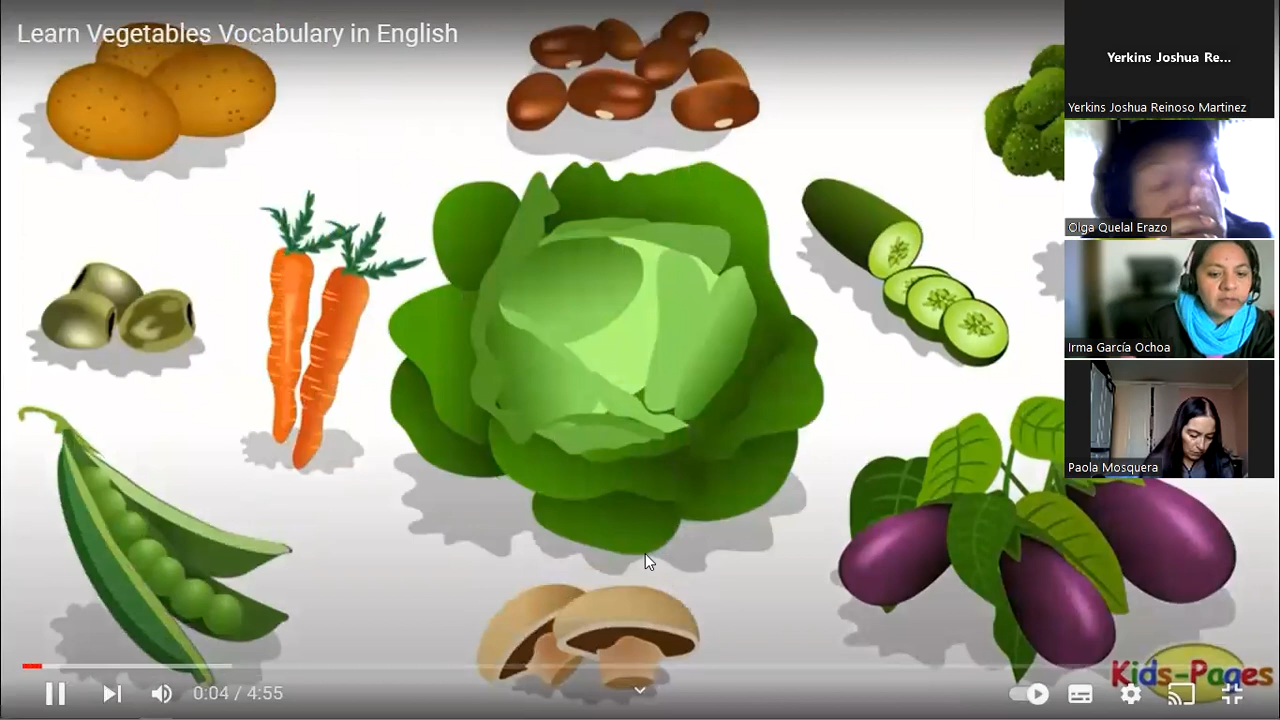 Learn Vegetables Vocabulary in English
Yerkins Joshua Re...
Yerkins Joshua Reinoso Martinez
Olga Quelal Erazo
Irma García Ochoa
Paola Mosquera
Kids-Pages
0:04 / 4:55